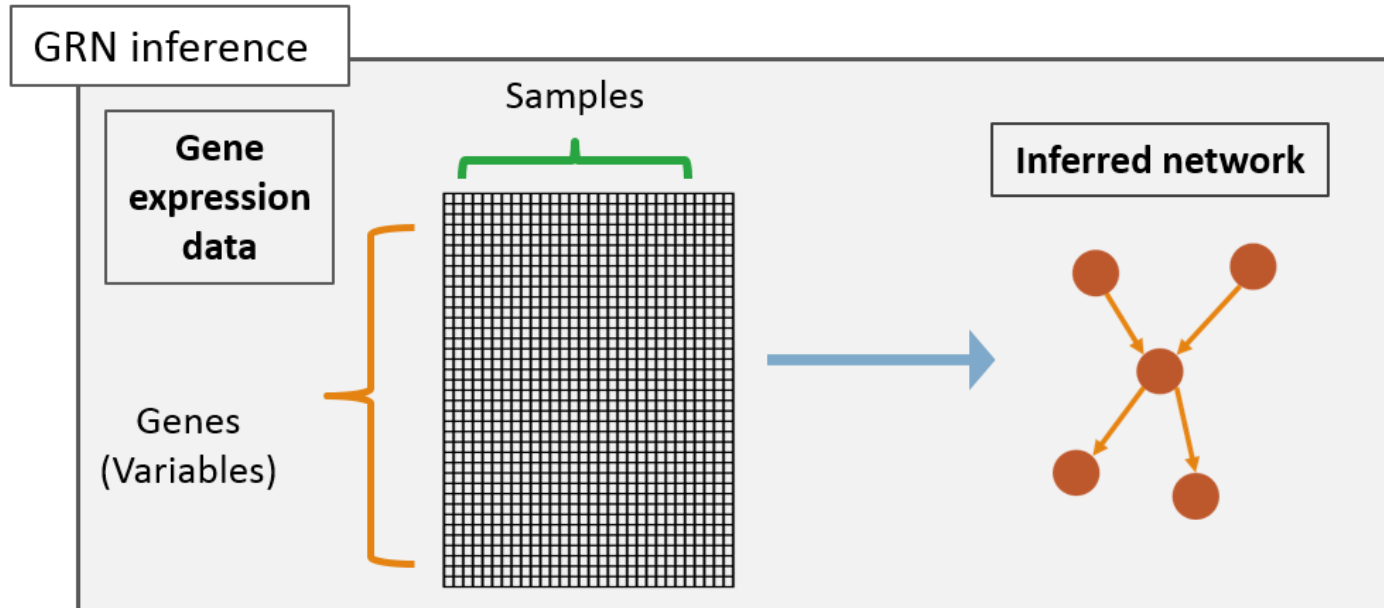 GRN inference
Samples
Gene
expression
data
Inferred network
Genes
(Variables)